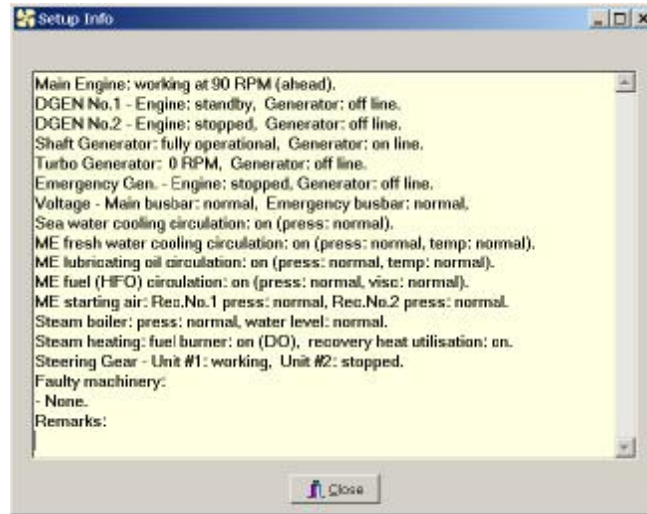 Setup Info
Main Engine: working at 90 RPM (ahead).
DGEN No.1 - Engine: standby, Generator: off line.
DGEN No.2 - Engine: stopped, Generator: off line.
Shaft Generator: fully operational, Generator: on line.
Turbo Generator: 0 RPM, Generator: off line.
Emergency Gen. - Engine: stopped, Generator: off line.
Voltage - Main busbar: normal, Emergency busbar: normal,
Sea water cooling circulation: on (press: normal).
ME fresh water cooling circulation: on (press: normal, temp: normal).
ME lubricating oil circulation: on (press: normal, temp: normal).
ME fuel (HFO) circulation: on (press: normal, visc: normal).
ME starting air: Rec.No.1 press: normal, Rec.No.2 press: normal.
Steam boiler: press: normal, water level: normal.
Steam heating: fuel burner: on (DO), recovery heat utilisation: on.
Steering Gear - Unit #1: working, Unit #2: stopped.
Faulty machinery:
- None.
Remarks:
Close